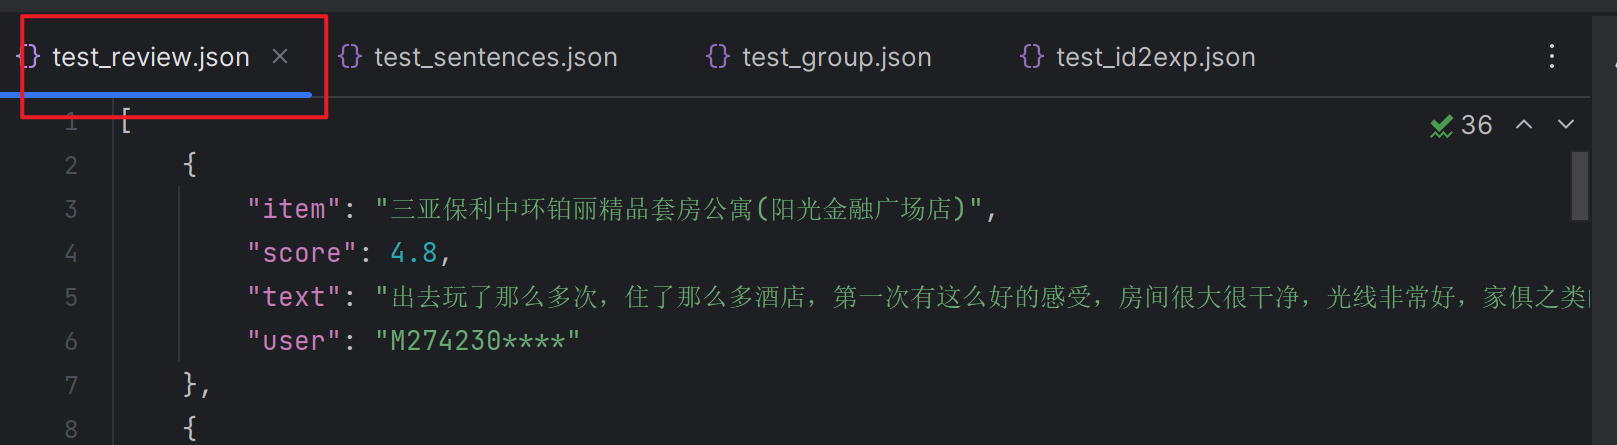 {} test_review.json × {} test_sentences.json {} test_group.json {} test_id2exp.json
1 [
36
2 {
3 "item": "三亚保利中环铂丽精品套房公寓(阳光金融广场店)",
4 "score": 4.8,
5 "text": "出去玩了那么多次，住了那么多酒店，第一次有这么好的感受，房间很大很干净，光线非常好，家俱之类
6 "user": "M274230****"
7 },
8 {